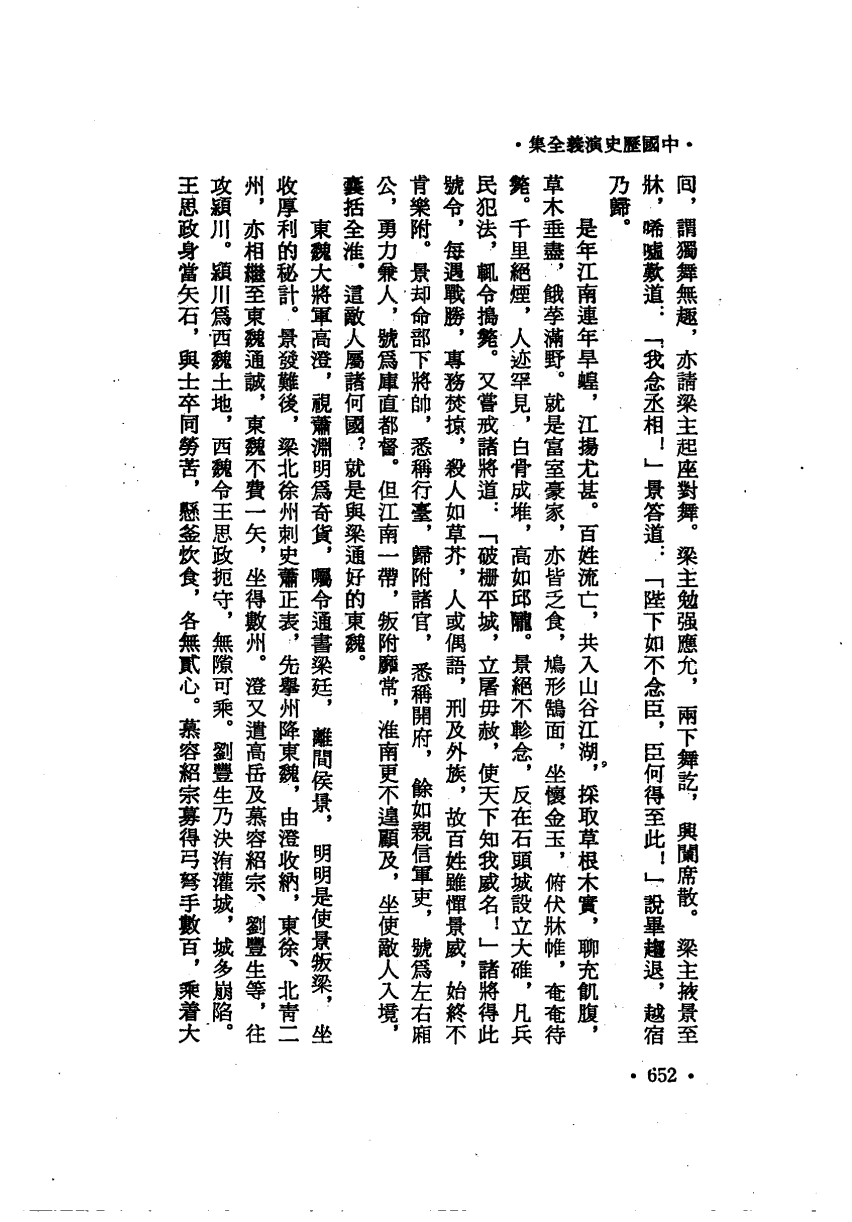 ·中國歷史演義全集·
回，謂獨舞無趣，亦請梁主起座對舞。梁主勉强應允，兩下舞訖，興闌席散。梁主掖景至
牀，唏噓歎道：「我念丞相！」景答道：「陛下如不念臣，臣何得至此！」說畢趨退，越宿
乃歸。
是年江南連年旱蝗，江揚尤甚。百姓流亡，共入山谷江湖，採取草根木實，聊充飢腹，
草木垂盡，餓莩滿野。就是富室豪家，亦皆乏食，鳩形鵠面，坐懷金玉，俯伏牀帷，奄奄待
斃。千里絕煙，人迹罕見，白骨成堆，高如邱隴。景絕不軫念，反在石頭城設立大碓，凡兵
民犯法，輒令搗斃。又嘗戒諸將道：「破柵平城，立屠毋赦，使天下知我威名！」諸將得此
號令，每遇戰勝，專務焚掠，殺人如草芥，人或偶語，刑及外族，故百姓雖憚景威，始終不
肯樂附。景却命部下將帥，悉稱行臺，歸附諸官，悉稱開府，餘如親信軍吏，號爲左右廂
公，勇力兼人，號爲庫直都督。但江南一帶，叛附靡常，淮南更不遑顧及，坐使敵人入境，
囊括全淮。這敵人屬諸何國？就是與梁通好的東魏。
東魏大將軍高澄，視蕭淵明爲奇貨，囑令通書梁廷，離間侯景，明明是使景叛梁，坐
收厚利的秘計。景發難後，梁北徐州刺史蕭正表，先舉州降東魏，由澄收納，東徐、北青二
州，亦相繼至東魏通誠，東魏不費一矢，坐得數州。澄又遣高岳及慕容紹宗、劉豐生等，往
攻潁川。潁川爲西魏土地，西魏令王思政扼守，無隙可乘。劉豐生乃決洧灌城，城多崩陷。
王思政身當矢石，與士卒同勞苦，懸釜炊食，各無貳心。慕容紹宗募得弓弩手數百，乘着大
·652·